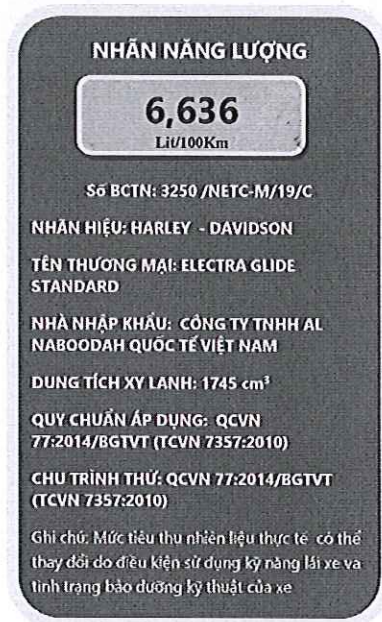 NHÃN NĂNG LƯỢNG
6,636
Lit/100Km
Số BCTN: 3250 /NETC-M/19/C
NHÃN HIỆU: HARLEY - DAVIDSON
TÊN THƯƠNG MẠI: ELECTRA GLIDE
STANDARD
NHÀ NHẬP KHẨU: CÔNG TY TNHH AL
NABOODAH QUỐC TẾ VIỆT NAM
DUNG TÍCH XY LANH: 1745 cm³
QUY CHUẨN ÁP DỤNG: QCVN
77:2014/BGTVT (TCVN 7357:2010)
CHU TRÌNH THỬ: QCVN 77:2014/BGTVT
(TCVN 7357:2010)
Ghi chú: Mức tiêu thụ nhiên liệu thực tế có thể
thay đổi do điều kiện sử dụng kỹ năng lái xe và
tình trạng bảo dưỡng kỹ thuật của xe